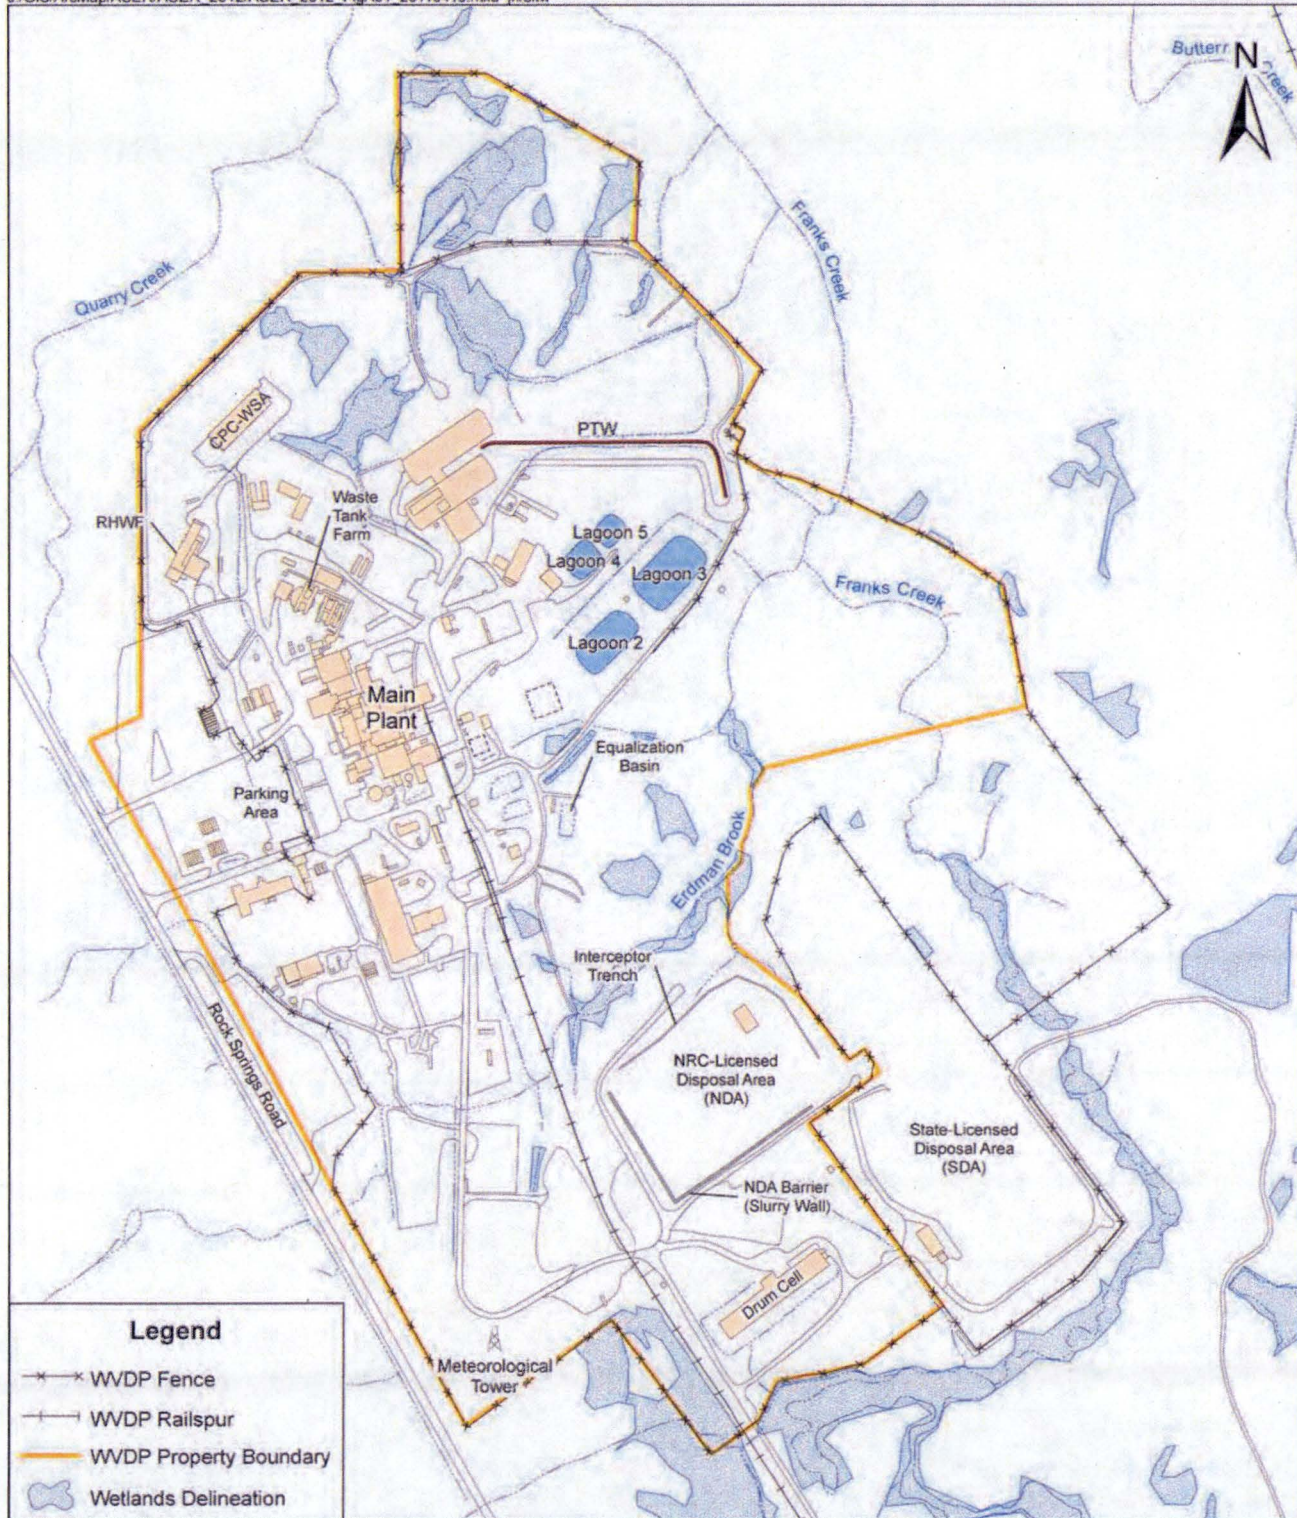 Butterr
Creek
N
Franks Creek
Quarry Creek
CPC-WSA
PTW
RHWF
Waste
Tank
Farm
Lagoon 5
Lagoon 4
Lagoon 3
Franks Creek
Lagoon 2
Main
Plant
Equalization
Basin
Parking
Area
Erdman Brook
Interceptor
Trench
Rock Springs Road
NRC-Licensed
Disposal Area
(NDA)
State-Licensed
Disposal Area
(SDA)
NDA Barrier
(Slurry Wall)
Drum Cell
Meteorological
Tower
Legend
WVDP Fence
WVDP Railspur
WVDP Property Boundary
Wetlands Delineation